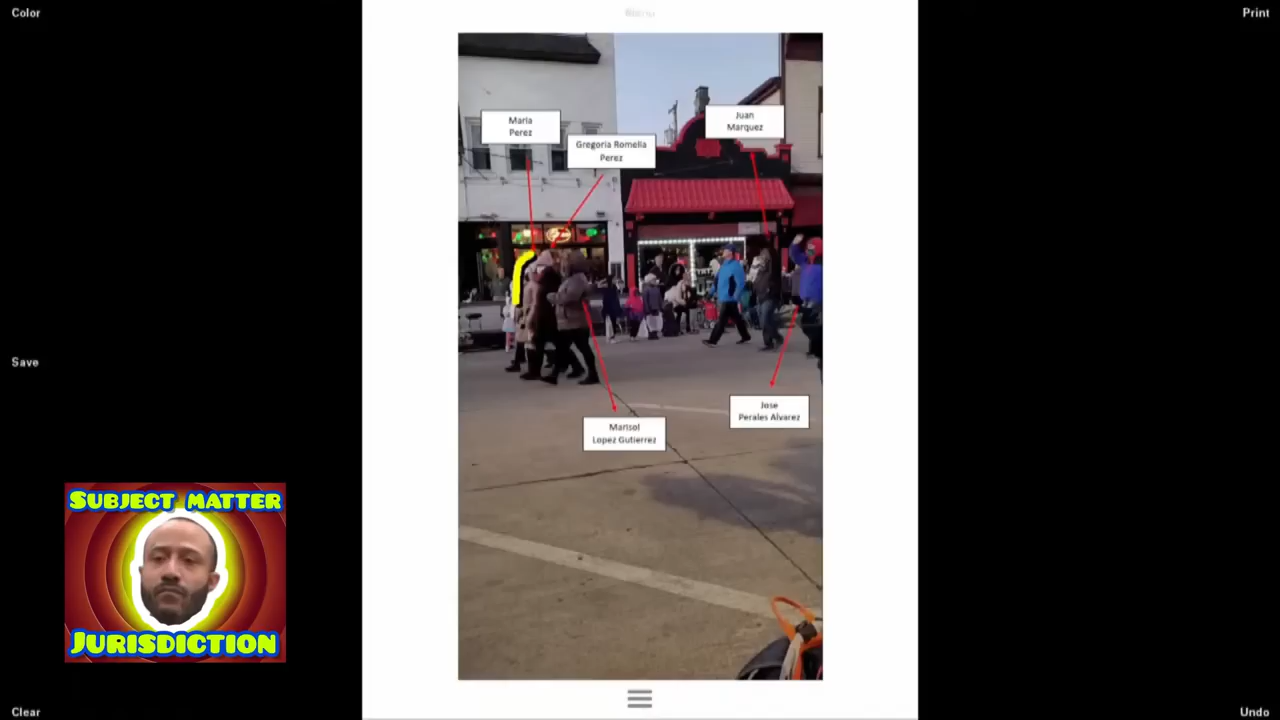 Color
Print
Maria
Perez
Gregoria Romella
Perez
Juan
Marquez
Jose
Perales Alvarez
Marisol
Lopez Gutierrez
Save
SUBJECT MATTER
JURISDICTION
Clear
Undo